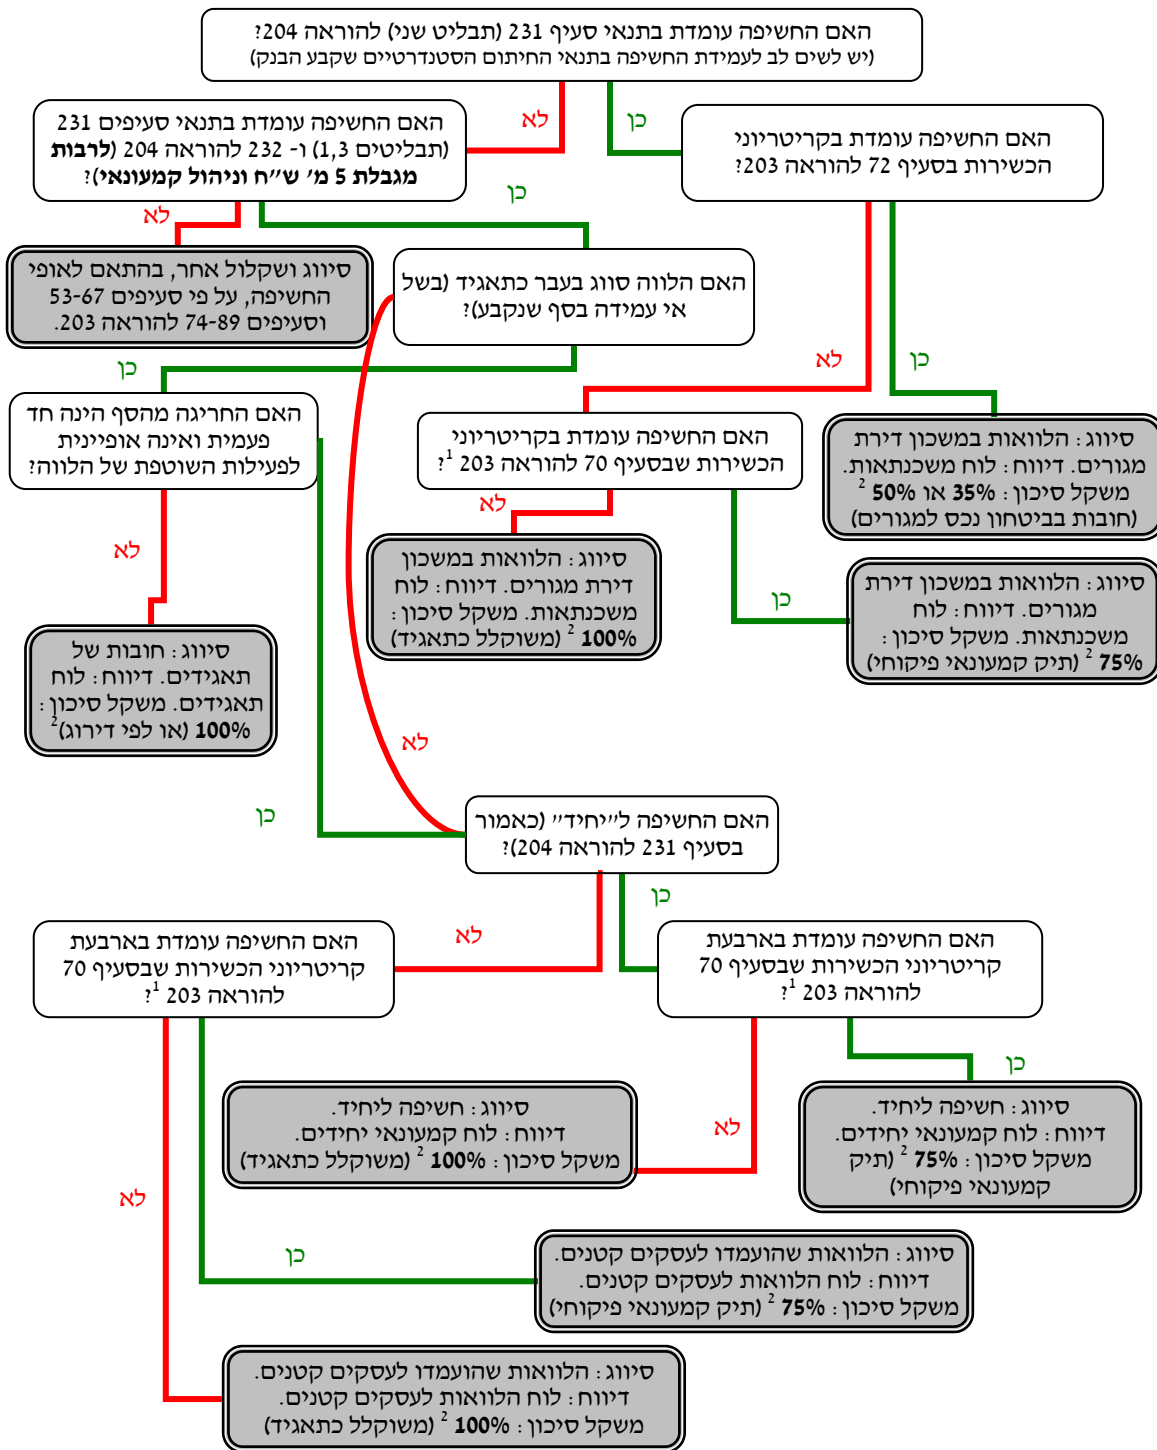 האם החשיפה עומדת בתנאי סעיף 231 (תבליט שני) להוראה 204?
(יש לשים לב לעמידת החשיפה בתנאי החיתום הסטנדרטיים שקבע הבנק)
לא
כן
האם החשיפה עומדת בקריטריוני
הכשירות בסעיף 72 להוראה 203?
האם החשיפה עומדת בתנאי סעיפים 231
(תבליטים 1,3) ו- 232 להוראה 204 (לרבות
מגבלת 5 מ׳ ש״ח וניהול קמעונאי)?
לא
כן
סיווג ושקלול אחר, בהתאם לאופי
החשיפה, על פי סעיפים 53-67
וסעיפים 74-89 להוראה 203.
האם הלווה סווג בעבר כתאגיד (בשל
אי עמידה בסף שנקבע)?
לא
כן
כן
האם החריגה מהסף הינה חד
פעמית ואינה אופיינית
לפעילות השוטפת של הלווה?
האם החשיפה עומדת בקריטריוני
הכשירות שבסעיף 70 להוראה 203 1?
סיווג: הלוואות במשכון דירת
מגורים. דיווח: לוח משכנתאות.
משקל סיכון: 35% או 50% 2
(חובות בביטחון נכס למגורים)
לא
לא
כן
סיווג: הלוואות במשכון
דירת מגורים. דיווח: לוח
משכנתאות. משקל סיכון:
100% 2 (משוקלל כתאגיד)
סיווג: הלוואות במשכון דירת
מגורים. דיווח: לוח
משכנתאות. משקל סיכון:
75% 2 (תיק קמעונאי פיקוחי)
סיווג: חובות של
תאגידים. דיווח: לוח
תאגידים. משקל סיכון:
100% (או לפי דירוג)2
לא
כן
האם החשיפה ל״יחיד״ (כאמור
בסעיף 231 להוראה 204)?
לא
כן
האם החשיפה עומדת בארבעת
קריטריוני הכשירות שבסעיף 70
להוראה 203 1?
האם החשיפה עומדת בארבעת
קריטריוני הכשירות שבסעיף 70
להוראה 203 1?
כן
לא
סיווג: חשיפה ליחיד.
דיווח: לוח קמעונאי יחידים.
משקל סיכון: 75% 2 (תיק
קמעונאי פיקוחי)
סיווג: חשיפה ליחיד.
דיווח: לוח קמעונאי יחידים.
משקל סיכון: 100% 2 (משוקלל כתאגיד)
לא
כן
סיווג: הלוואות שהועמדו לעסקים קטנים.
דיווח: לוח הלוואות לעסקים קטנים.
משקל סיכון: 75% 2 (תיק קמעונאי פיקוחי)
סיווג: הלוואות שהועמדו לעסקים קטנים.
דיווח: לוח הלוואות לעסקים קטנים.
משקל סיכון: 100% 2 (משוקלל כתאגיד)